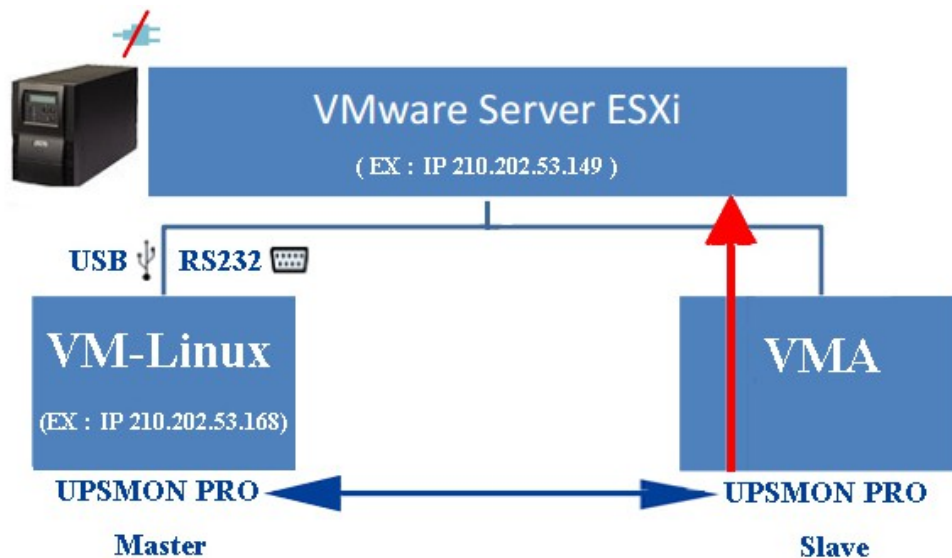 VMware Server ESXi
( EX : IP 210.202.53.149 )
USB RS232
VM-Linux
(EX : IP 210.202.53.168)
VMA
UPSMON PRO UPSMON PRO
Master Slave